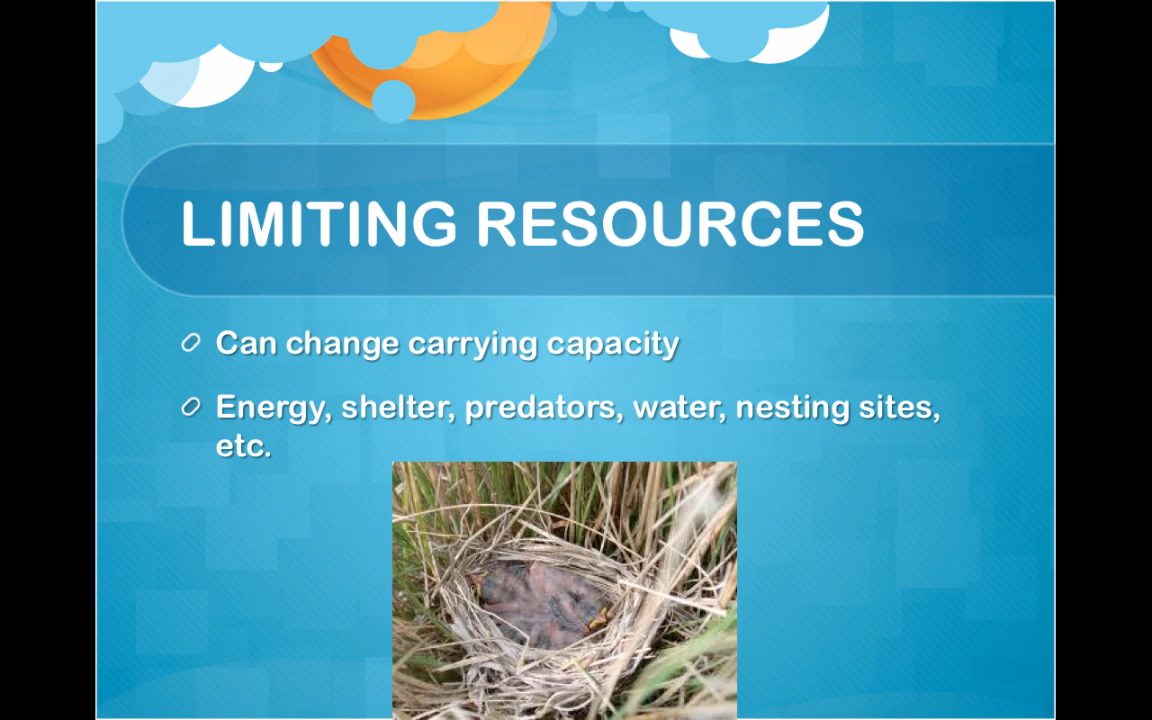 LIMITING RESOURCES
Can change carrying capacity
Energy, shelter, predators, water, nesting sites,
etc.